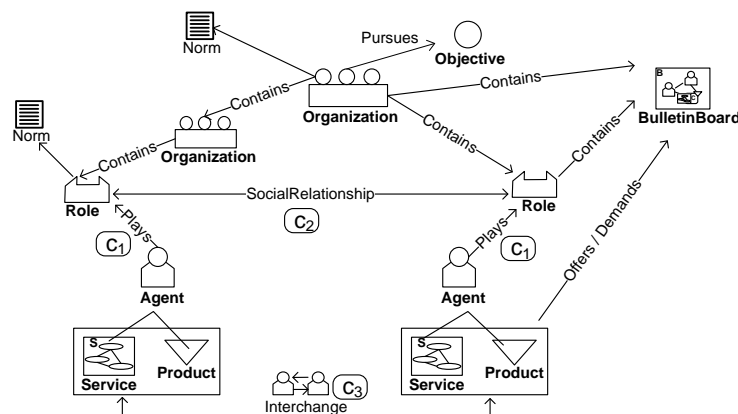 Norm
Pursues
Objective
Contains
B
BulletinBoard
Contains
Organization
Contains
Contains
Norm
Contains
Organization
Role
SocialRelationship
C2
Role
Plays
C1
Plays
C1
Offers / Demands
Agent
Agent
S
Service
Product
S
Service
Product
C3
Interchange